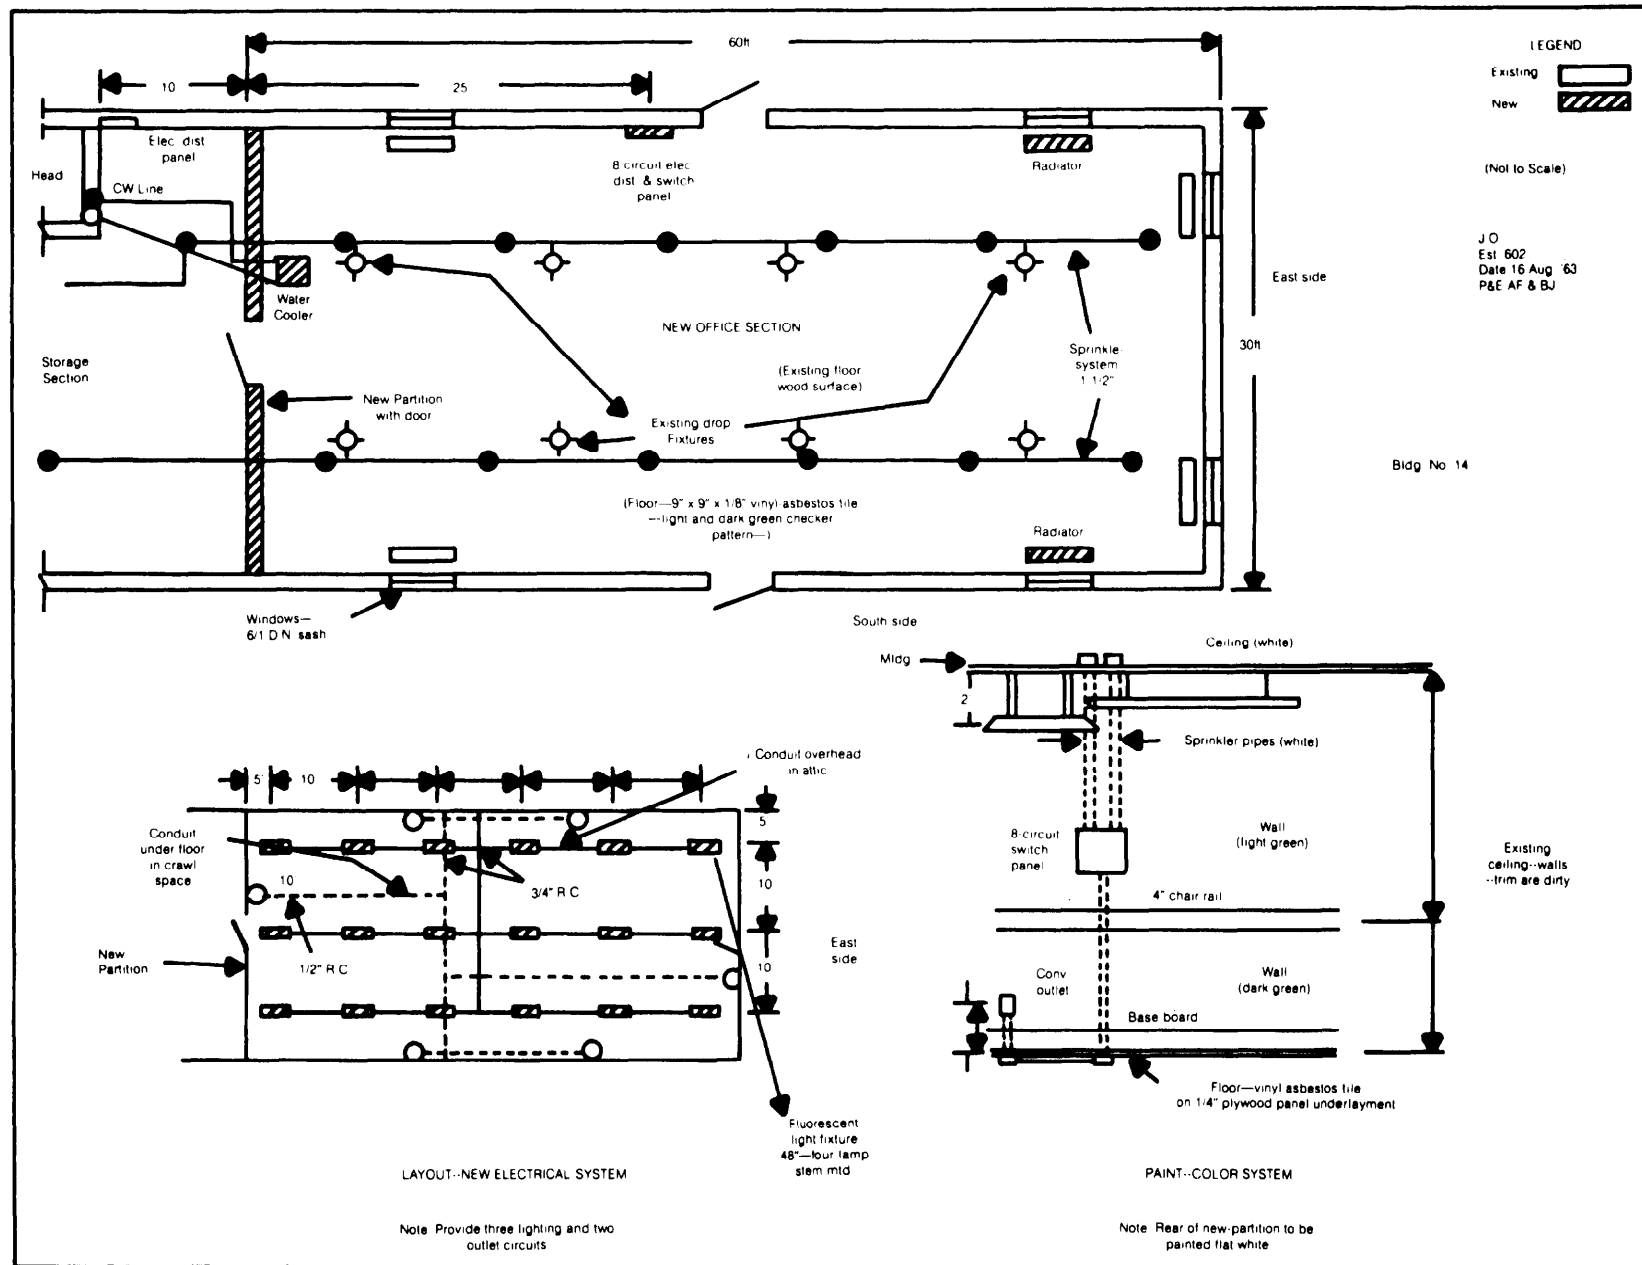 60ft
LEGEND
Existing
New
10
25
Elec. dist
panel
Head
CW Line
8 circuit elec
dist & switch
panel
Radiator
(Not to Scale)
J O
Est 602
Date 16 Aug '63
P&E AF & BJ
East side
Water
Cooler
NEW OFFICE SECTION
30ft
Storage
Section
(Existing floor
wood surface)
Sprinkle-
system
1 1/2"
New Partition
with door
Existing drop
Fixtures
Bldg No 14
(Floor—9" x 9" x 1/8" vinyl asbestos tile
—light and dark green checker
pattern—)
Radiator
Windows—
6/1 D N sash
South side
Mldg
Ceiling (white)
2'
Sprinkler pipes (white)
Conduit overhead
in attic
5'
10
5
Conduit
under floor
in crawl
space
8-circuit
switch
panel
Wall
(light green)
Existing
ceiling--walls
--trim are dirty
10'
3/4" R C
10
4" chair rail
New
Partition
1/2" R C
East
side
10
Conv
outlet
Wall
(dark green)
Base board
Floor—vinyl asbestos tile
on 1/4" plywood panel underlayment
Fluorescent
light fixture
48"—four lamp
stem mtd
LAYOUT--NEW ELECTRICAL SYSTEM
PAINT--COLOR SYSTEM
Note Provide three lighting and two
outlet circuits
Note Rear of new-partition to be
painted flat white